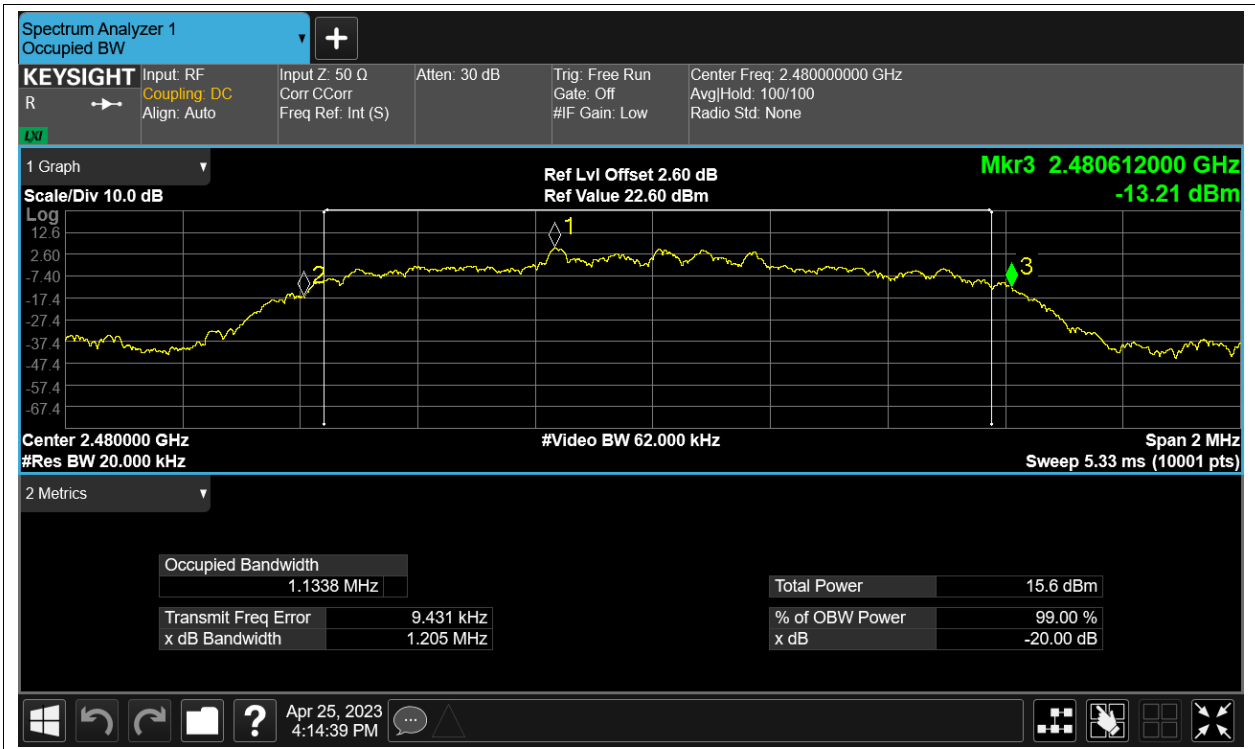 Spectrum Analyzer 1
Occupied BW
KEYSIGHT
R
LXI
Input: RF
Coupling: DC
Align: Auto
Input Z: 50 Ω
Corr CCorr
Freq Ref: Int (S)
Atten: 30 dB
Trig: Free Run
Gate: Off
#IF Gain: Low
Center Freq: 2.480000000 GHz
Avg|Hold: 100/100
Radio Std: None
1 Graph
Scale/Div 10.0 dB
Ref Lvl Offset 2.60 dB
Ref Value 22.60 dBm
Mkr3 2.480612000 GHz
-13.21 dBm
Log
12.6
2.60
-7.40
-17.4
-27.4
-37.4
-47.4
-57.4
-67.4
1
2
3
Center 2.480000 GHz
#Res BW 20.000 kHz
#Video BW 62.000 kHz
Span 2 MHz
Sweep 5.33 ms (10001 pts)
2 Metrics
Occupied Bandwidth
1.1338 MHz
Transmit Freq Error 9.431 kHz
x dB Bandwidth 1.205 MHz
Total Power 15.6 dBm
% of OBW Power 99.00 %
x dB -20.00 dB
?
Apr 25, 2023
4:14:39 PM